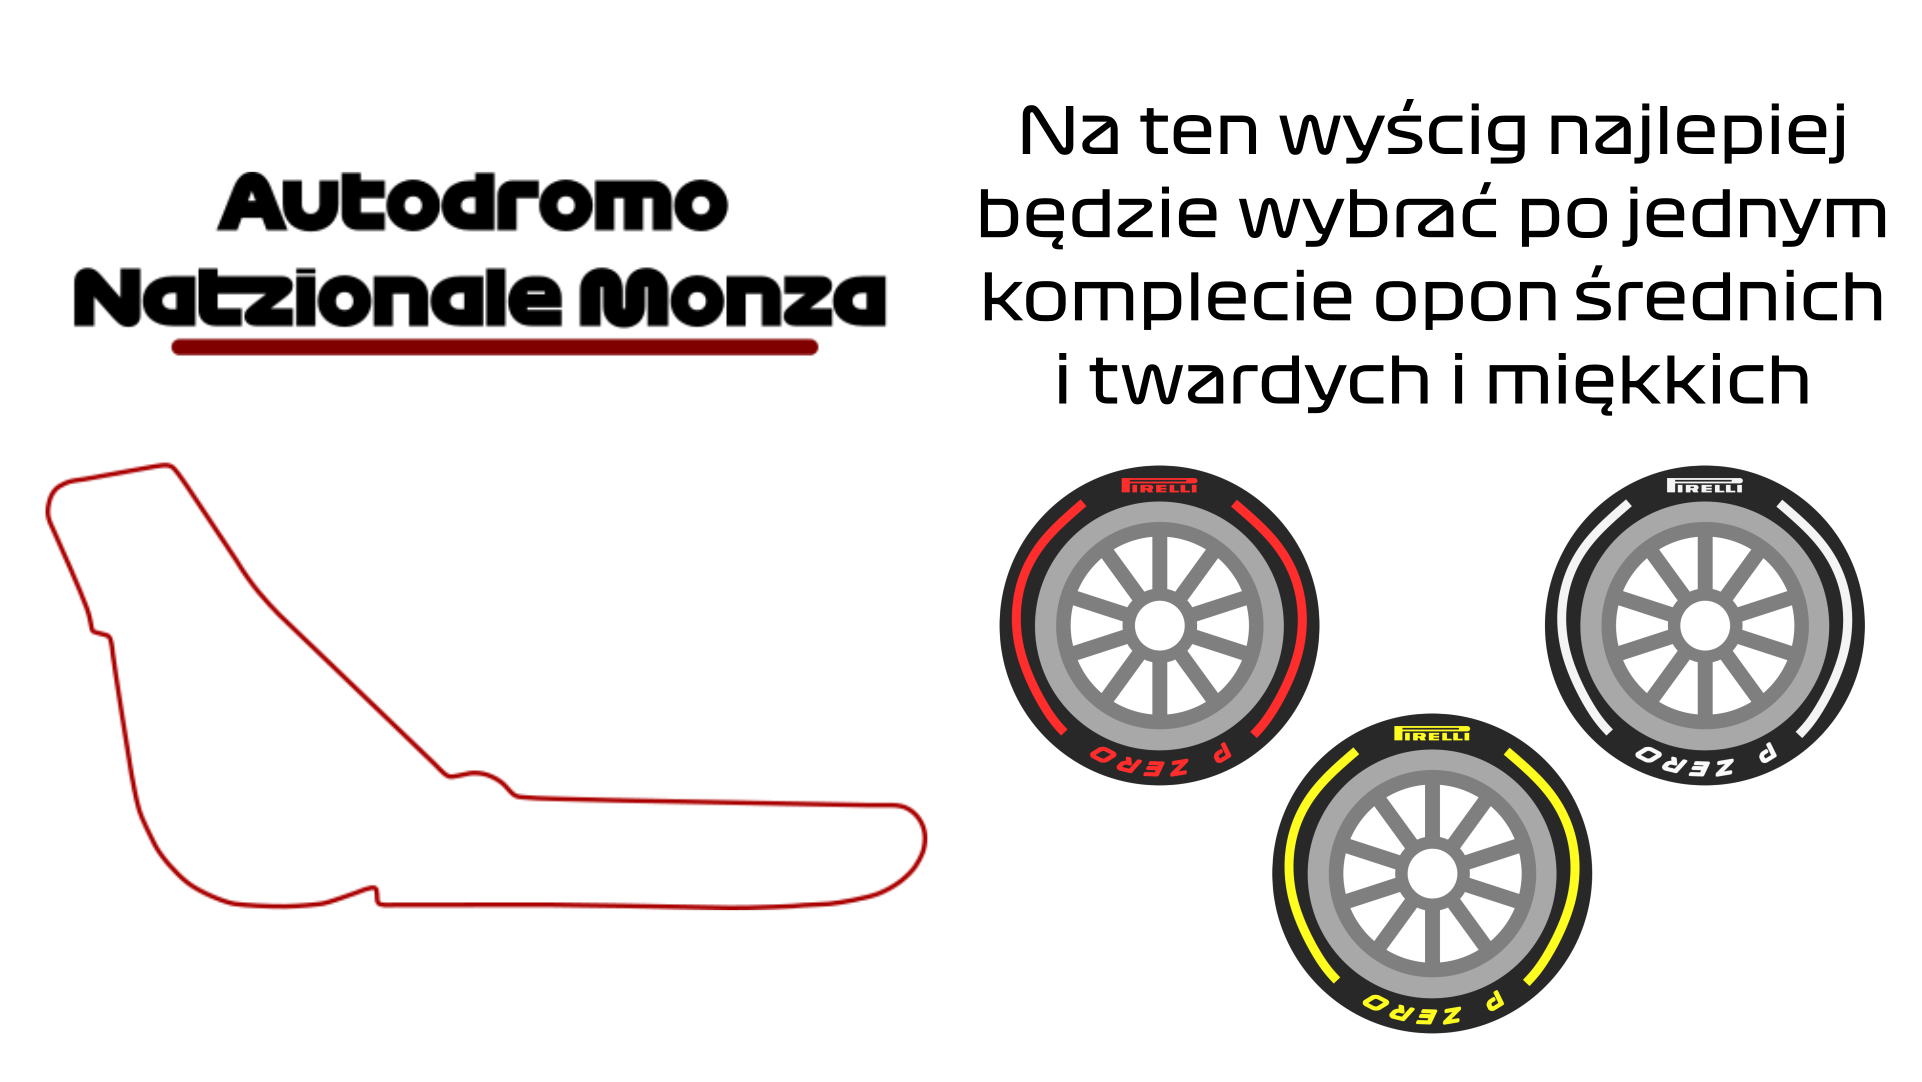 Autodromo
Natzionale Monza
Na ten wyścig najlepiej
będzie wybrać po jednym
komplecie opon średnich
i twardych i miękkich
PIRELLI
P ZERO
PIRELLI
P ZERO
PIRELLI
P ZERO